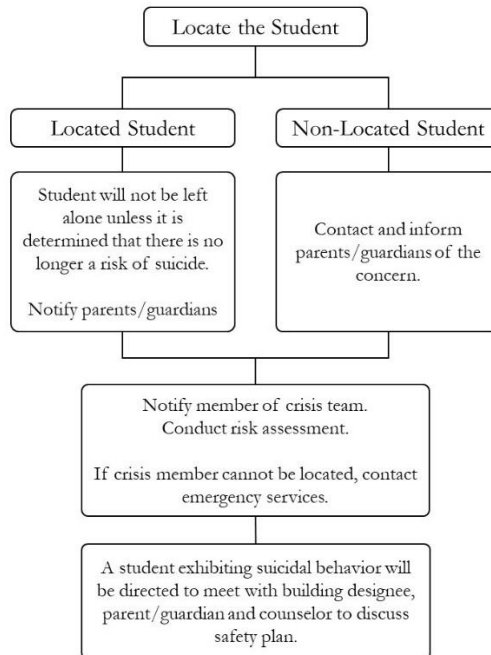 Locate the Student
Located Student
Non-Located Student
Student will not be left
alone unless it is
determined that there is no
longer a risk of suicide.
Notify parents/guardians
Contact and inform
parents/guardians of the
concern.
Notify member of crisis team.
Conduct risk assessment.
If crisis member cannot be located, contact
emergency services.
A student exhibiting suicidal behavior will
be directed to meet with building designee,
parent/guardian and counselor to discuss
safety plan.